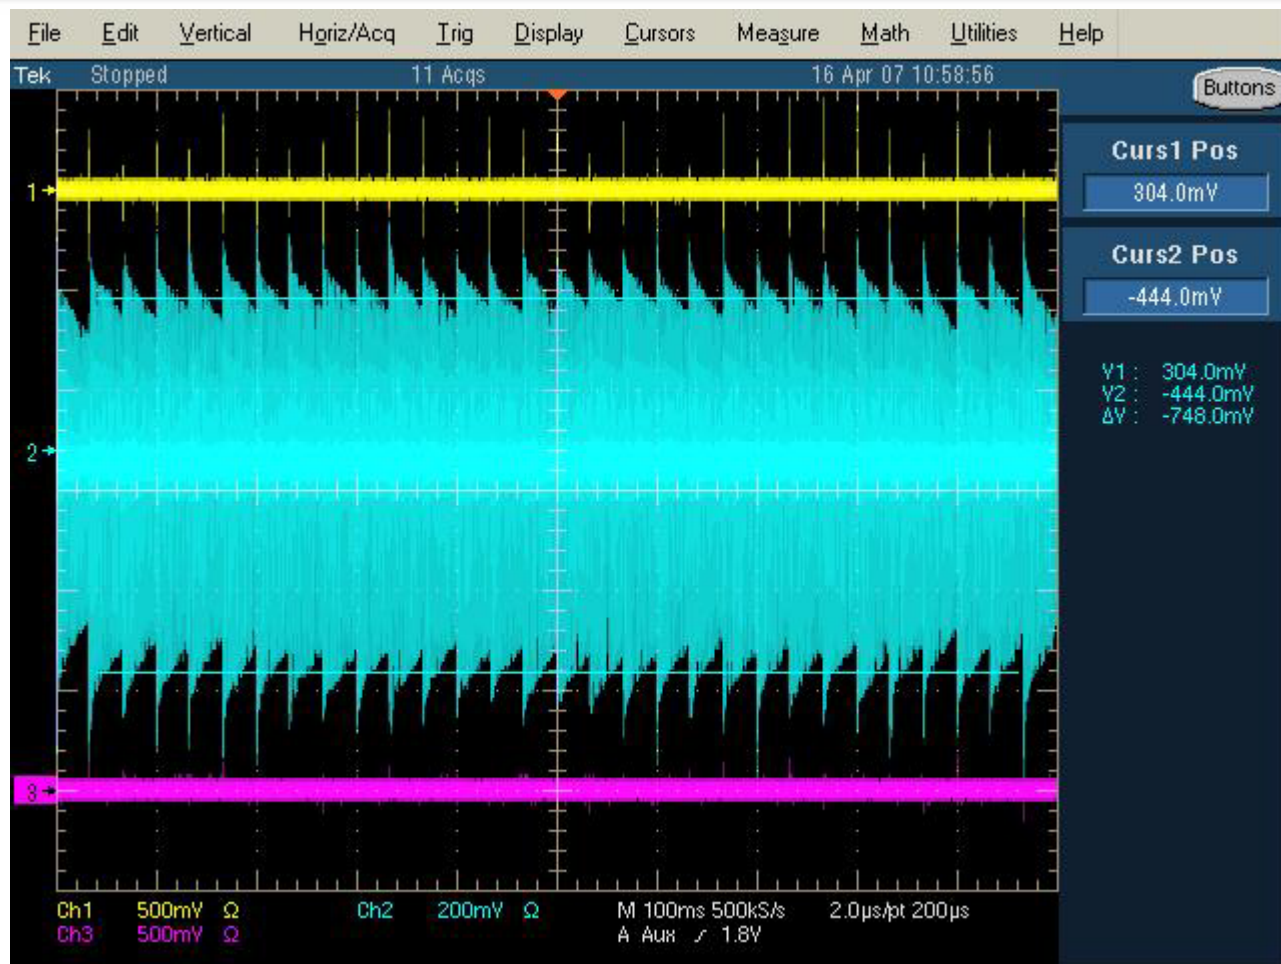 File Edit Vertical Horiz/Acq Trig Display Cursors Measure Math Utilities Help
Tek Stopped 11 Acqs 16 Apr 07 10:58:56
Buttons
Curs1 Pos
304.0mV
Curs2 Pos
-444.0mV
V1 : 304.0mV
V2 : -444.0mV
ΔV : -748.0mV
1
2
3
Ch1 500mV Ω Ch2 200mV Ω M 100ms 500kS/s 2.0µs/pt 200µs
Ch3 500mV Ω A Aux 1.8V